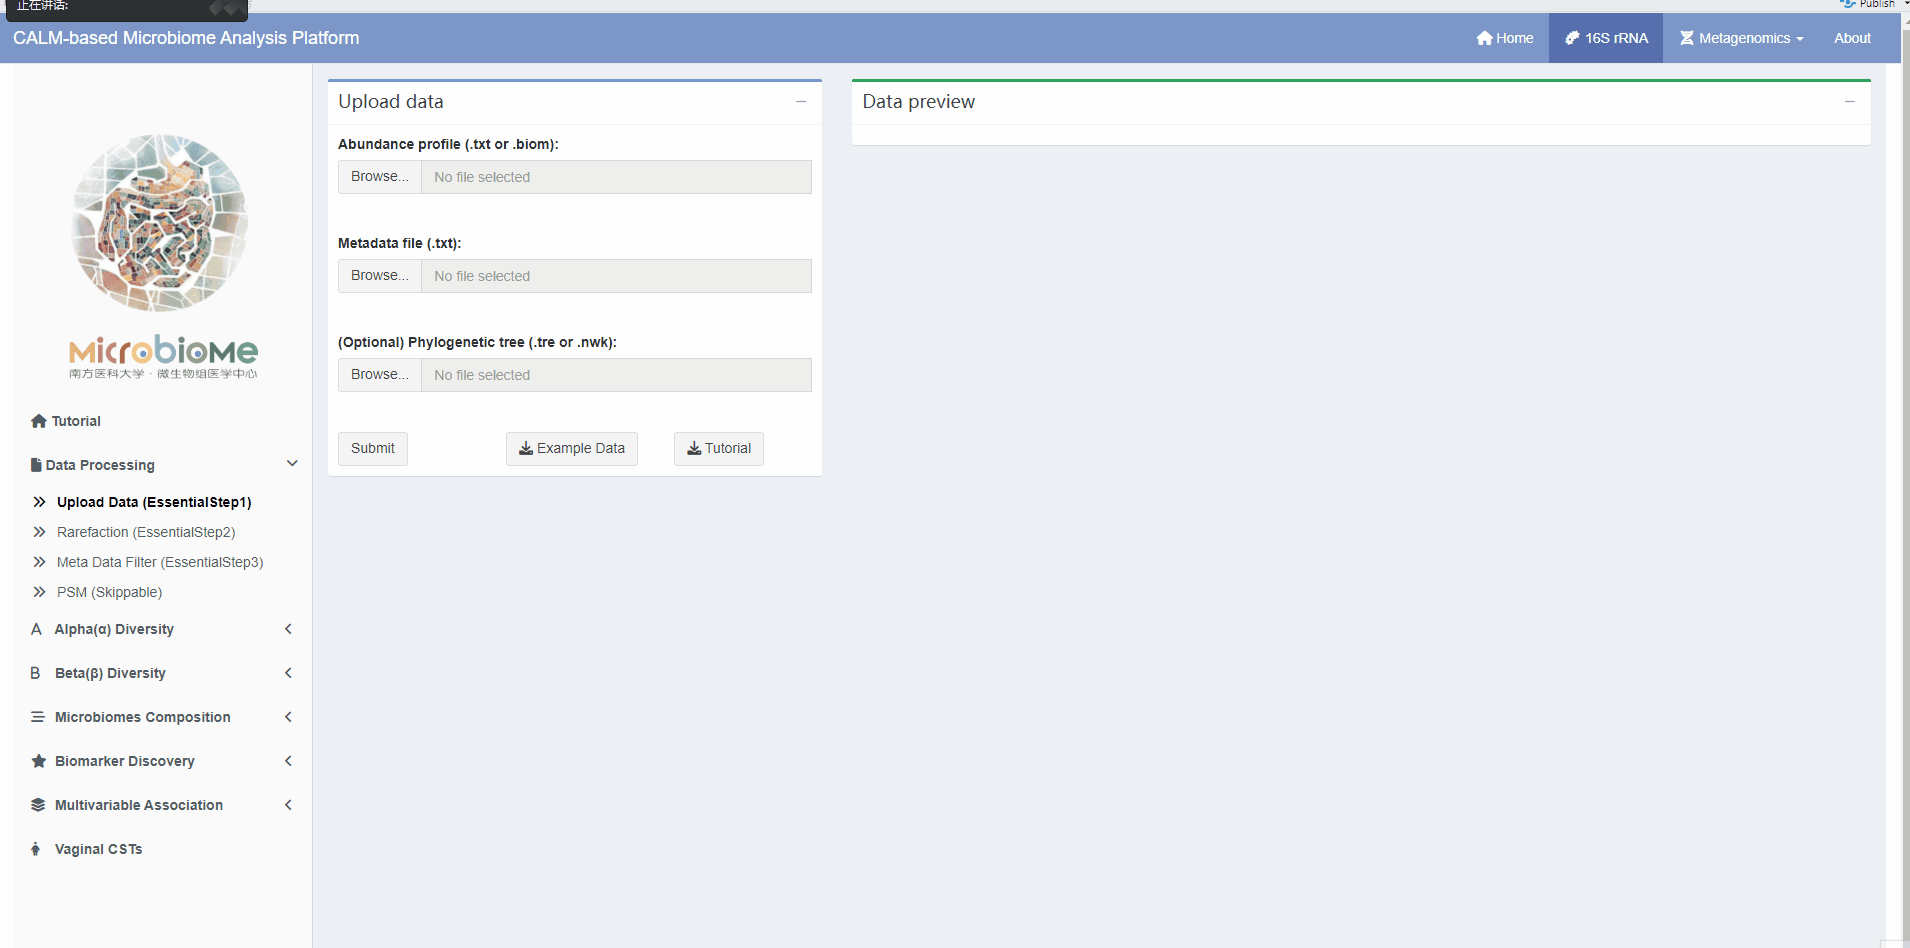 正在讲话:
Publish
CALM-based Microbiome Analysis Platform
Home
16S rRNA
Metagenomics
About
Microbiome
南方医科大学 · 微生物组医学中心
Tutorial
Data Processing
Upload Data (EssentialStep1)
Rarefaction (EssentialStep2)
Meta Data Filter (EssentialStep3)
PSM (Skippable)
A Alpha(α) Diversity
B Beta(β) Diversity
Microbiomes Composition
Biomarker Discovery
Multivariable Association
Vaginal CSTs
Upload data
Abundance profile (.txt or .biom):
Browse... No file selected
Metadata file (.txt):
Browse... No file selected
(Optional) Phylogenetic tree (.tre or .nwk):
Browse... No file selected
Submit
Example Data
Tutorial
Data preview